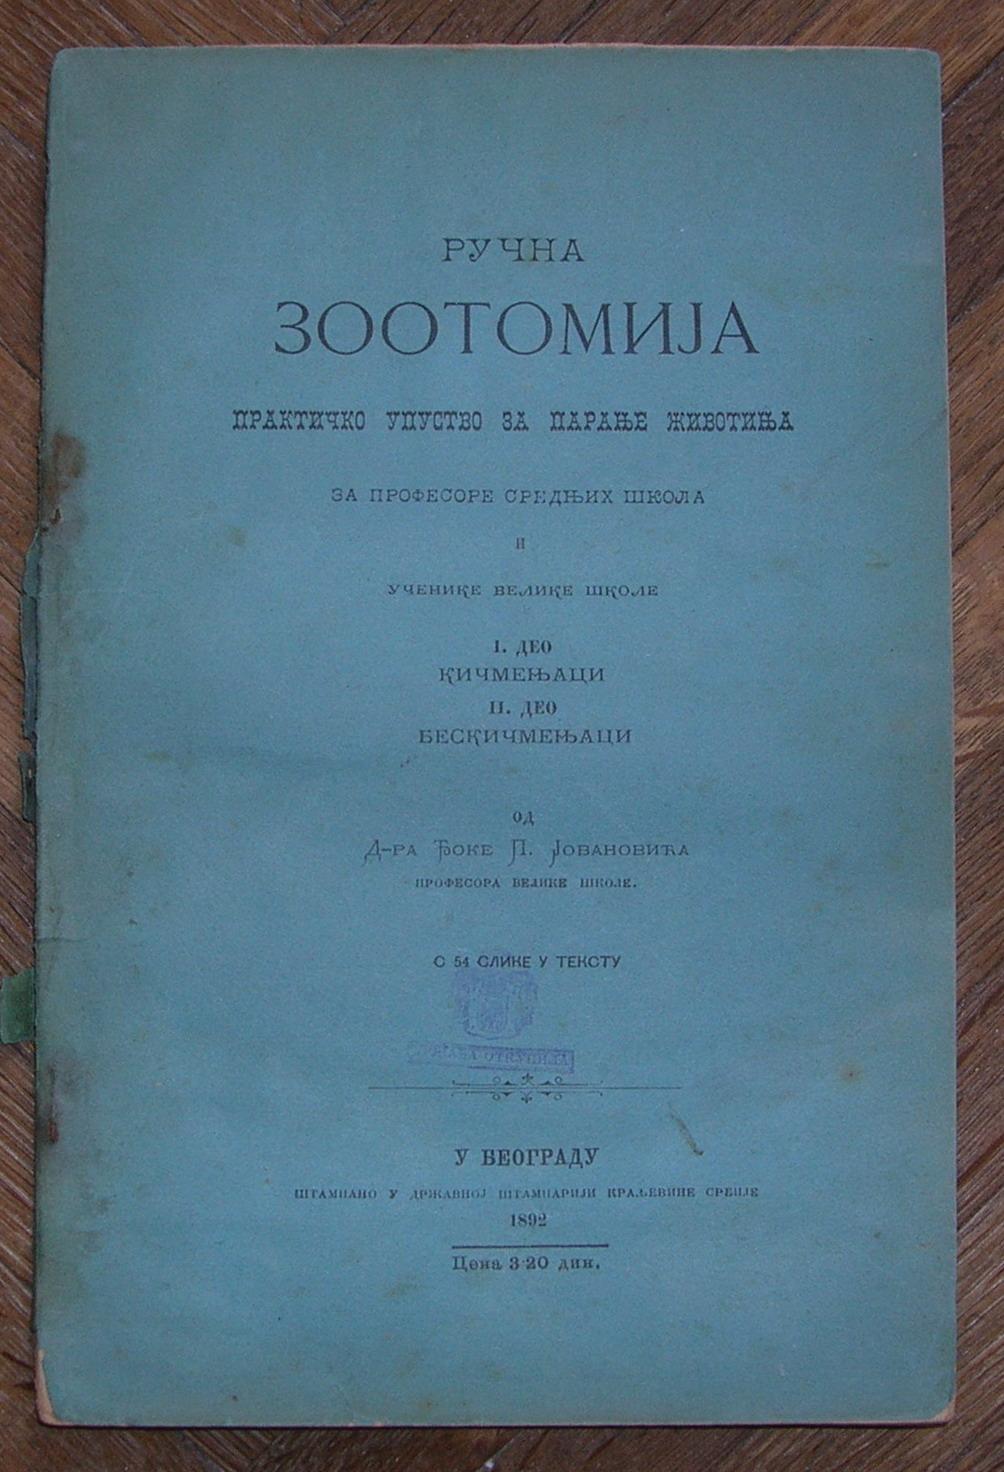 РУЧНА
ЗООТОМИЈА
ПРАКТИЧКО УПУСТВО ЗА ПАРАЊЕ ЖИВОТИЊА
ЗА ПРОФЕСОРЕ СРЕДЊИХ ШКОЛА
И
УЧЕНИКЕ ВЕЛИКЕ ШКОЛЕ
I. ДЕО
КИЧМЕЊАЦИ
II. ДЕО
БЕСКИЧМЕЊАЦИ
ОД
Д-РА ЂОКЕ П. ЈОВАНОВИЋА
ПРОФЕСОРА ВЕЛИКЕ ШКОЛЕ.
С 54 СЛИКЕ У ТЕКСТУ
У БЕОГРАДУ
ШТАМПАНО У ДРЖАВНОЈ ШТАМПАРИЈИ КРАЉЕВИНЕ СРБИЈЕ
1892
Цена 3·20 дин.